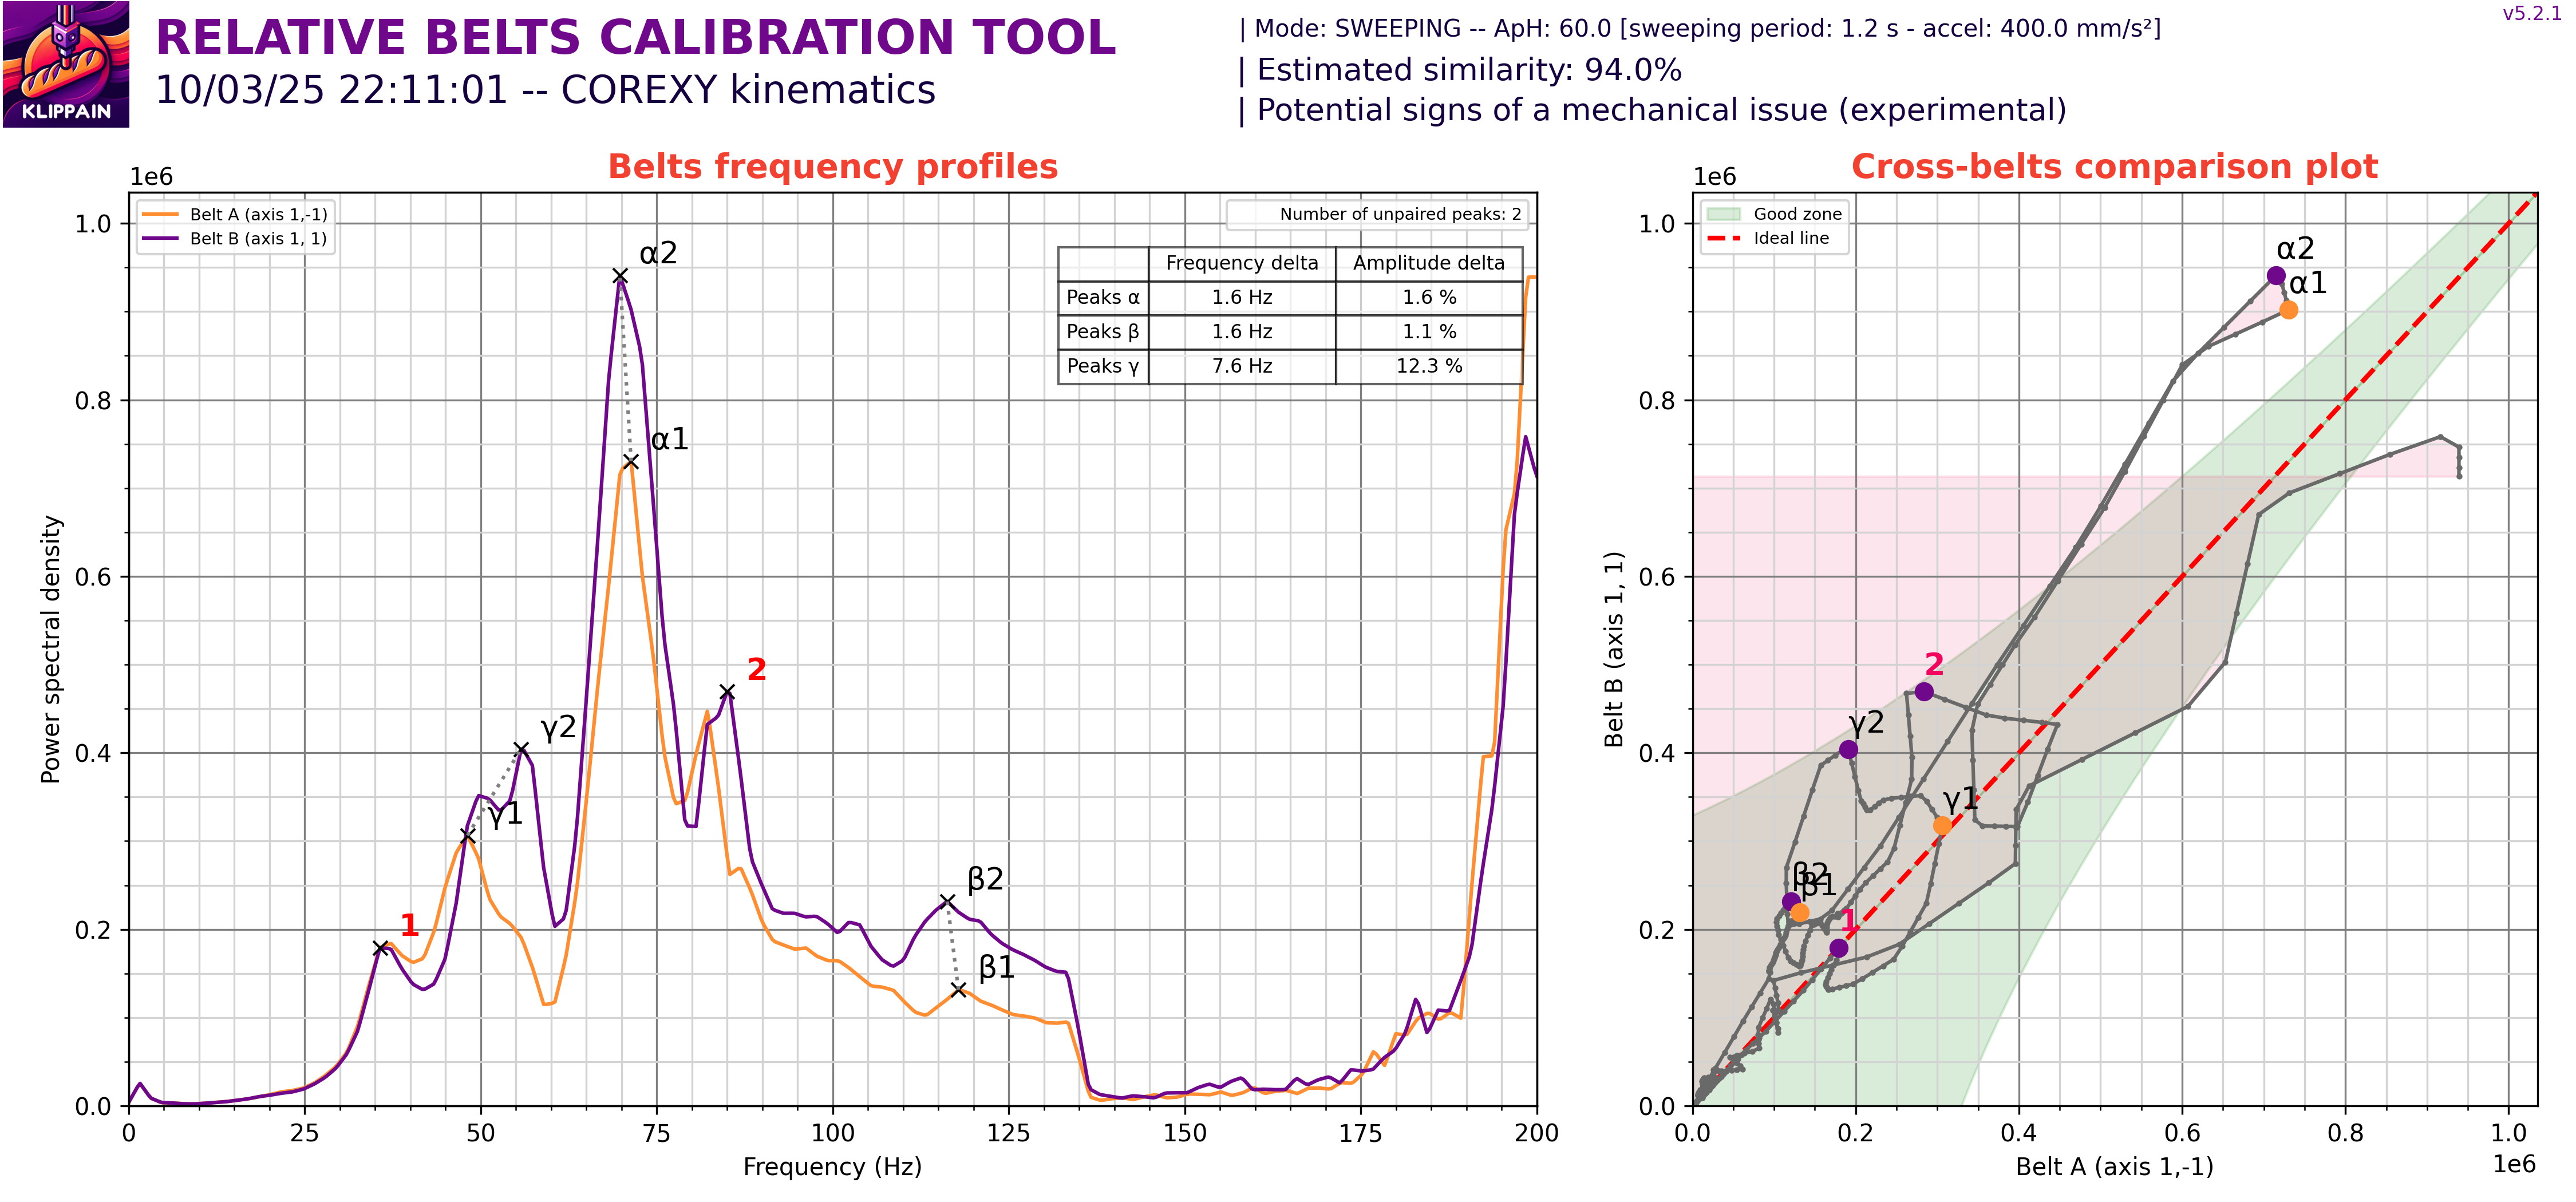 KLIPPAIN
RELATIVE BELTS CALIBRATION TOOL
10/03/25 22:11:01 -- COREXY kinematics
| Mode: SWEEPING -- ApH: 60.0 [sweeping period: 1.2 s - accel: 400.0 mm/s²]
| Estimated similarity: 94.0%
| Potential signs of a mechanical issue (experimental)
v5.2.1
Belts frequency profiles
1e6
Belt A (axis 1,-1)
Belt B (axis 1, 1)
Number of unpaired peaks: 2
Frequency delta Amplitude delta
Peaks α 1.6 Hz 1.6 %
Peaks β 1.6 Hz 1.1 %
Peaks γ 7.6 Hz 12.3 %
α2
α1
2
γ2
γ1
1
β2
β1
Power spectral density
1.0
0.8
0.6
0.4
0.2
0.0
0 25 50 75 100 125 150 175 200
Frequency (Hz)
Cross-belts comparison plot
1e6
Good zone
Ideal line
α2
α1
2
γ2
γ1
β2
β1
1
Belt B (axis 1, 1)
1.0
0.8
0.6
0.4
0.2
0.0
0.0 0.2 0.4 0.6 0.8 1.0
Belt A (axis 1,-1)
1e6